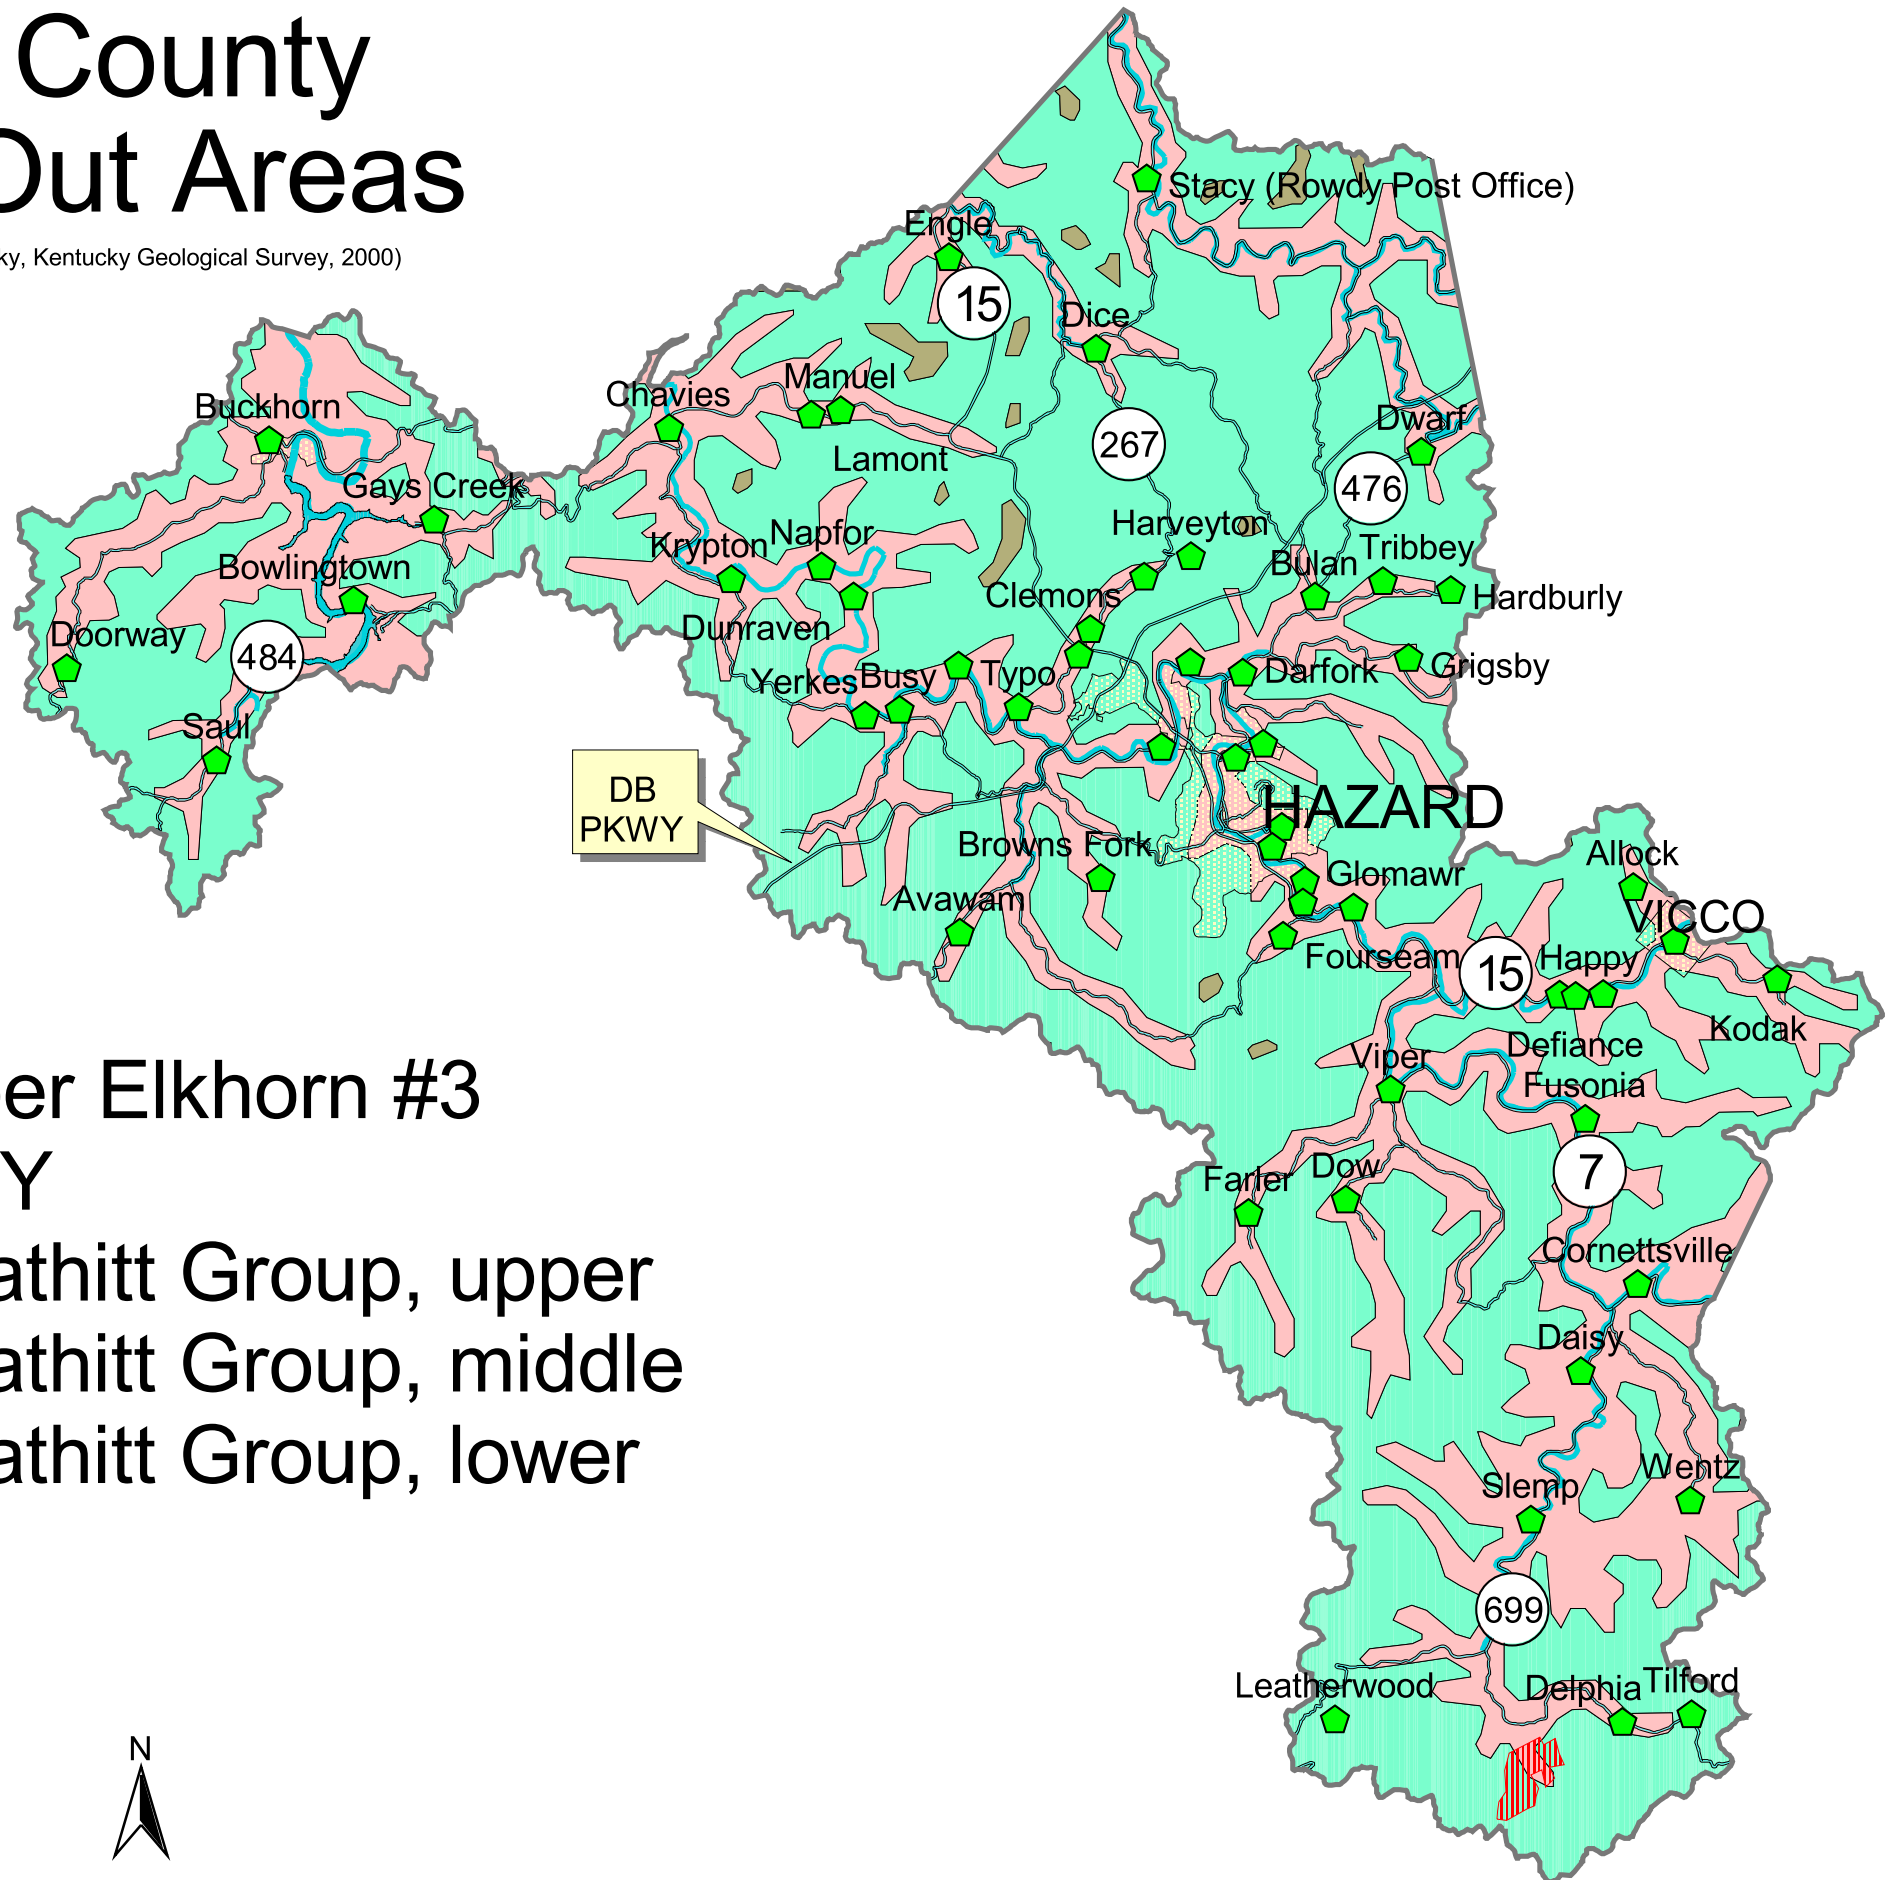 County
Out Areas
ky, Kentucky Geological Survey, 2000)
Stacy (Rowdy Post Office)
Engle
15
Dice
Manuel
Chavies
Buckhorn
Dwarf
267
Lamont
476
Gays Creek
Harveyton
Napfor
Krypton
Tribbey
Bulan
Bowlingtown
Clemons
Hardburly
Dunraven
Doorway
484
Grigsby
Darfork
Typo
Busy
Yerkes
Saul
DB
PKWY
HAZARD
Browns Fork
Allock
Glomawr
Avawam
VICCO
Fourseam
Happy
15
Kodak
Defiance
Viper
Fusonia
er Elkhorn #3
Y
7
Dow
Farler
Cornettsville
athitt Group, upper
Daisy
athitt Group, middle
athitt Group, lower
Wentz
Slemp
699
Tilford
Leatherwood
Delphia
N